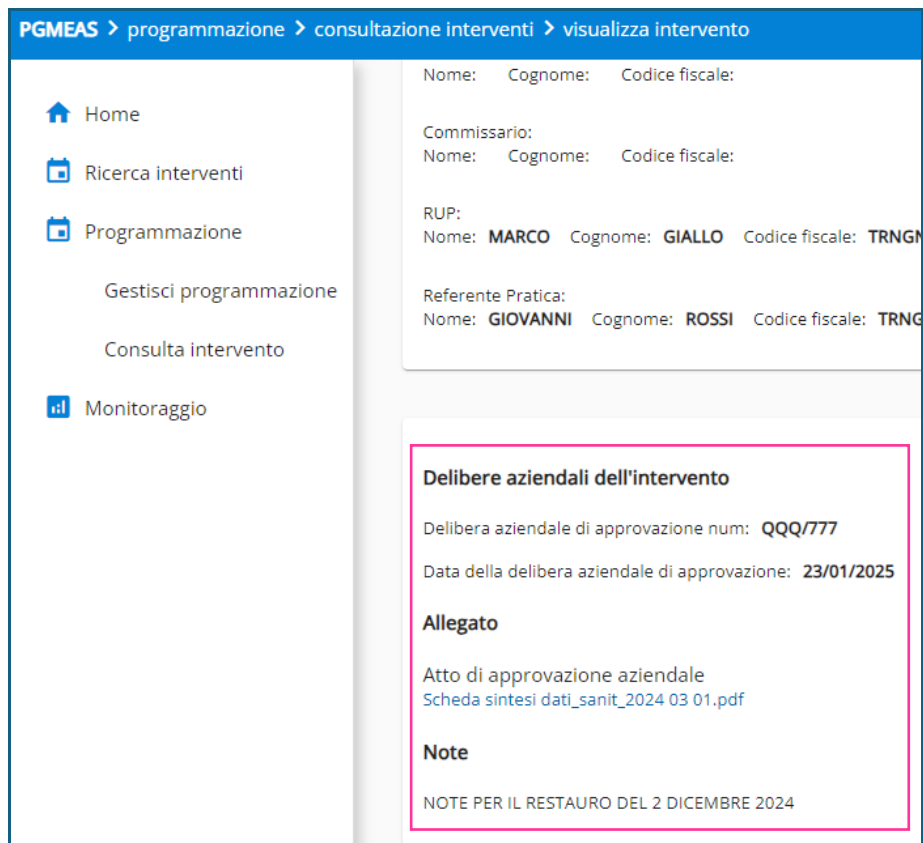 PGMEAS > programmazione > consultazione interventi > visualizza intervento
Home
Ricerca interventi
Programmazione
Gestisci programmazione
Consulta intervento
Monitoraggio
Nome: Cognome: Codice fiscale:
Commissario:
Nome: Cognome: Codice fiscale:
RUP:
Nome: MARCO Cognome: GIALLO Codice fiscale:
Referente Pratica:
Nome: GIOVANNI Cognome: ROSSI Codice fiscale:
Delibere aziendali dell'intervento
Delibera aziendale di approvazione num: QQQ/777
Data della delibera aziendale di approvazione: 23/01/2025
Allegato
Atto di approvazione aziendale
Scheda sintesi dati_sanit_2024 03 01.pdf
Note
NOTE PER IL RESTAURO DEL 2 DICEMBRE 2024